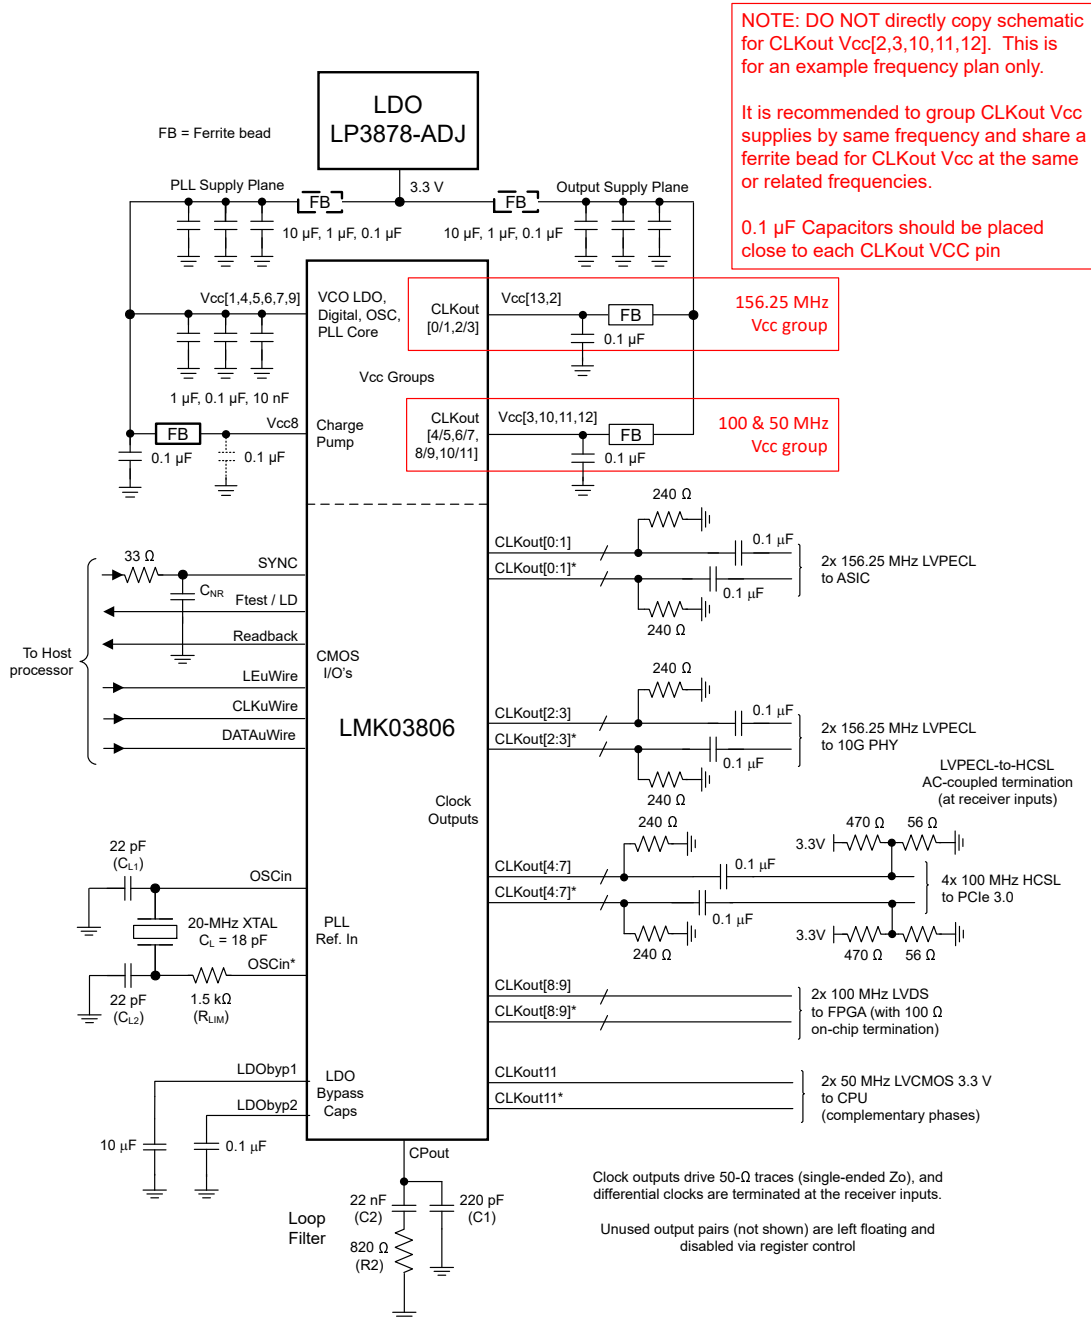 NOTE: DO NOT directly copy schematic
for CLKout Vcc[2,3,10,11,12]. This is
for an example frequency plan only.
It is recommended to group CLKout Vcc
supplies by same frequency and share a
ferrite bead for CLKout Vcc at the same
or related frequencies.
0.1 µF Capacitors should be placed
close to each CLKout VCC pin
LDO
LP3878-ADJ
FB = Ferrite bead
3.3 V
PLL Supply Plane
FB
FB
Output Supply Plane
10 µF, 1 µF, 0.1 µF
10 µF, 1 µF, 0.1 µF
Vcc[1,4,5,6,7,9]
VCO LDO,
Digital, OSC,
PLL Core
CLKout
[0/1,2/3]
Vcc[13,2]
FB
0.1 µF
156.25 MHz
Vcc group
1 µF, 0.1 µF, 10 nF
Vcc Groups
Vcc8
FB
0.1 µF
0.1 µF
Charge
Pump
CLKout
[4/5,6/7,
8/9,10/11]
Vcc[3,10,11,12]
FB
0.1 µF
100 & 50 MHz
Vcc group
To Host
processor
33 Ω
SYNC
CNR
Ftest / LD
Readback
LEuWire
CLKuWire
DATAuWire
CMOS
I/O's
LMK03806
Clock
Outputs
240 Ω
CLKout[0:1]
0.1 µF
CLKout[0:1]*
0.1 µF
240 Ω
2x 156.25 MHz LVPECL
to ASIC
240 Ω
CLKout[2:3]
0.1 µF
CLKout[2:3]*
0.1 µF
240 Ω
2x 156.25 MHz LVPECL
to 10G PHY
LVPECL-to-HCSL
AC-coupled termination
(at receiver inputs)
240 Ω
470 Ω
56 Ω
3.3V
CLKout[4:7]
0.1 µF
CLKout[4:7]*
0.1 µF
240 Ω
3.3V
470 Ω
56 Ω
4x 100 MHz HCSL
to PCIe 3.0
22 pF
(CL1)
OSCin
20-MHz XTAL
CL = 18 pF
PLL
Ref. In
OSCin*
22 pF
(CL2)
1.5 kΩ
(RLIM)
CLKout[8:9]
CLKout[8:9]*
2x 100 MHz LVDS
to FPGA (with 100 Ω
on-chip termination)
LDObyp1
LDObyp2
LDO
Bypass
Caps
10 µF
0.1 µF
CLKout11
CLKout11*
2x 50 MHz LVCMOS 3.3 V
to CPU
(complementary phases)
CPout
Loop
Filter
22 nF
(C2)
220 pF
(C1)
820 Ω
(R2)
Clock outputs drive 50-Ω traces (single-ended Zo), and
differential clocks are terminated at the receiver inputs.
Unused output pairs (not shown) are left floating and
disabled via register control